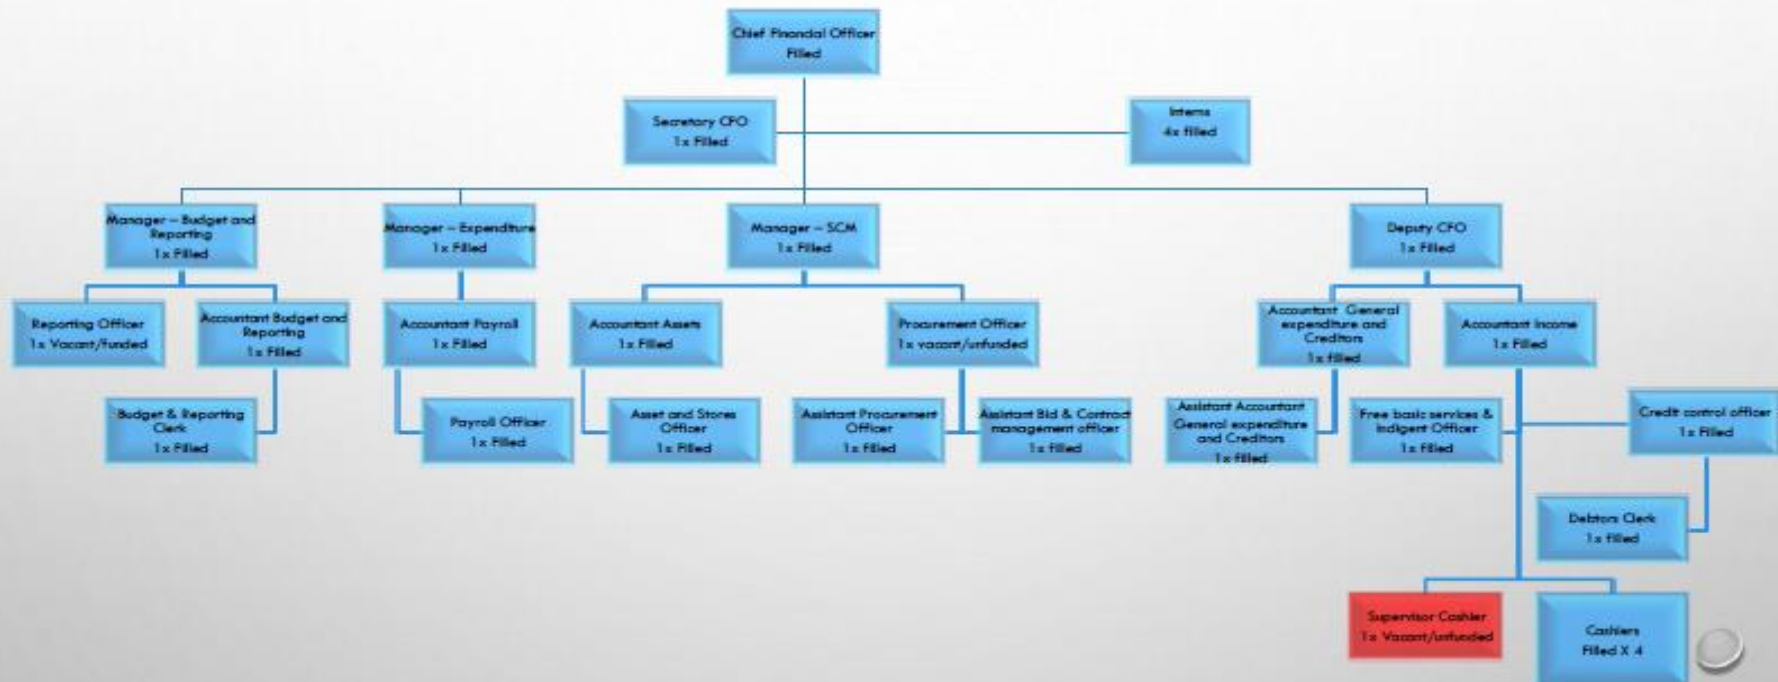 Chief Financial Officer
Filled
Secretary CFO
1x Filled
Interns
4x filled
Manager – Budget and
Reporting
1x Filled
Manager – Expenditure
1x Filled
Manager – SCM
1x Filled
Deputy CFO
1x Filled
Reporting Officer
1x Vacant/funded
Accountant Budget and
Reporting
1x Filled
Accountant Payroll
1x Filled
Accountant Assets
1x Filled
Procurement Officer
1x vacant/unfunded
Accountant General
expenditure and
Creditors
1x filled
Accountant Income
1x Filled
Budget & Reporting
Clerk
1x Filled
Payroll Officer
1x Filled
Asset and Stores
Officer
1x Filled
Assistant Procurement
Officer
1x Filled
Assistant Bid & Contract
management officer
1x Filled
Assistant Accountant
General expenditure
and Creditors
1x filled
Free basic services &
Indigent Officer
1x Filled
Credit control officer
1x Filled
Debtors Clerk
1x filled
Supervisor Cashier
1x Vacant/unfunded
Cashiers
Filled X 4